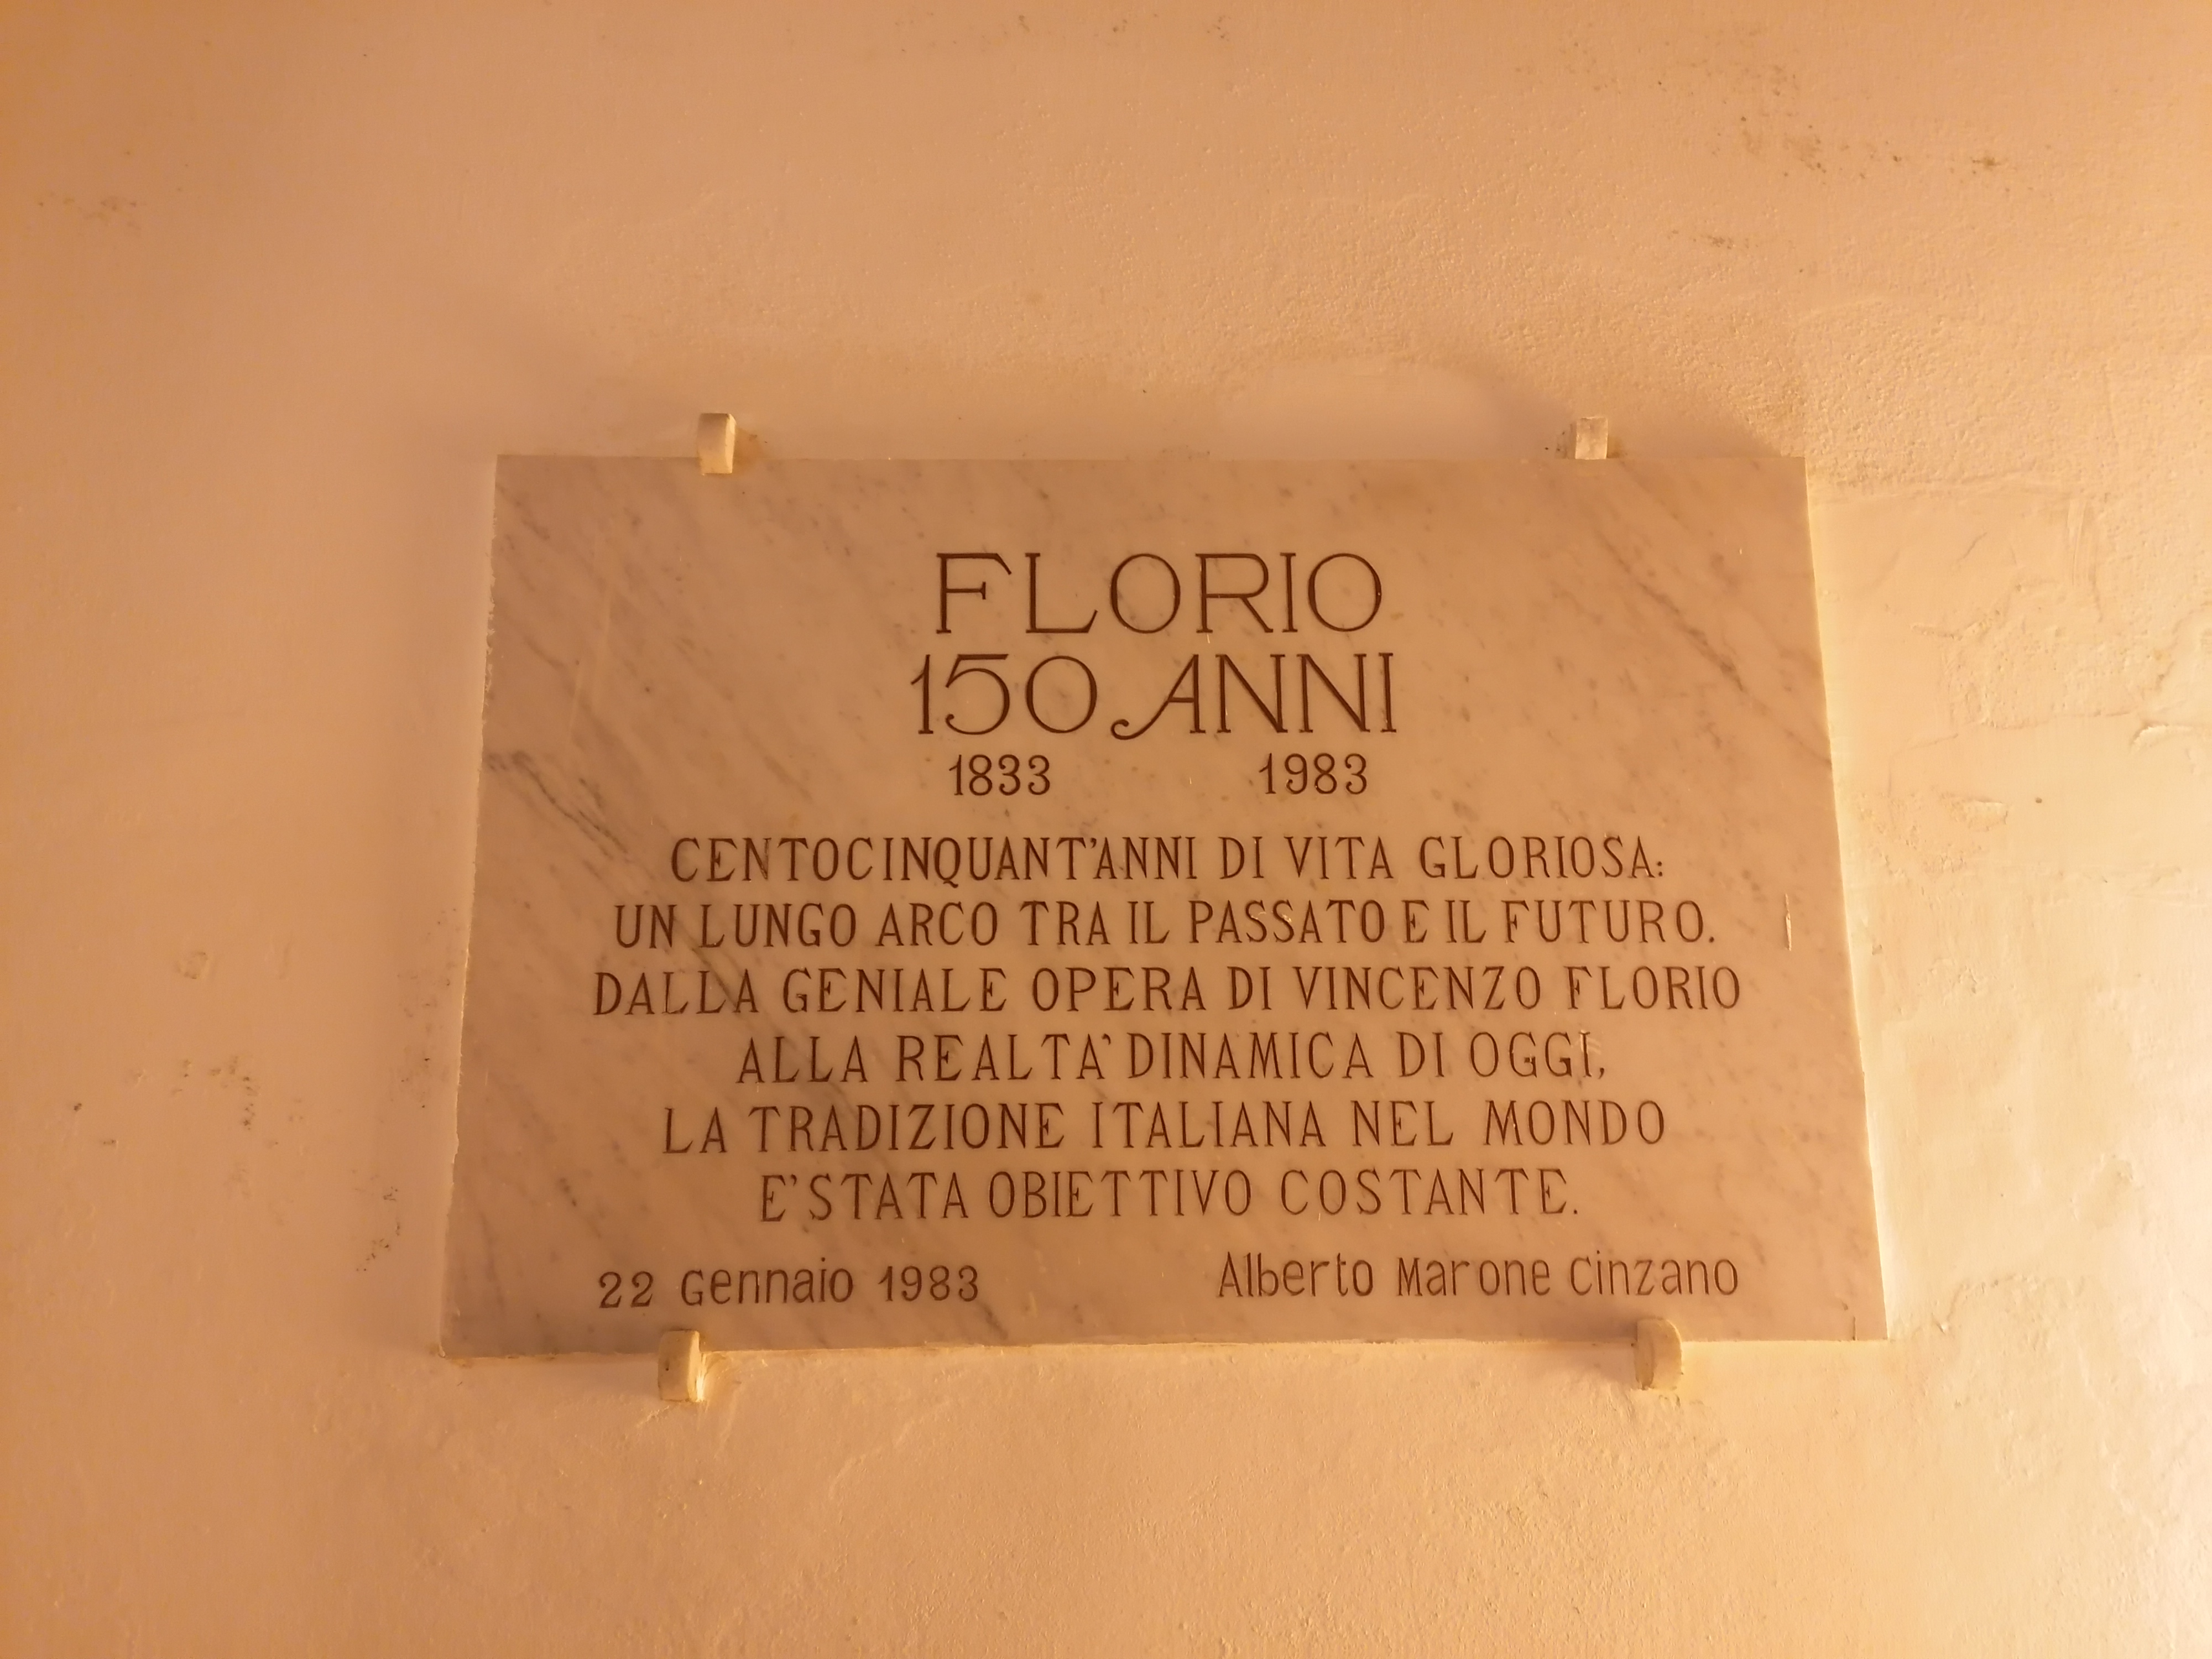 FLORIO
150 ANNI
1833 1983
CENTOCINQUANT'ANNI DI VITA GLORIOSA:
UN LUNGO ARCO TRA IL PASSATO E IL FUTURO.
DALLA GENIALE OPERA DI VINCENZO FLORIO
ALLA REALTA' DINAMICA DI OGGI,
LA TRADIZIONE ITALIANA NEL MONDO
E' STATA OBIETTIVO COSTANTE.
22 Gennaio 1983 Alberto Marone Cinzano